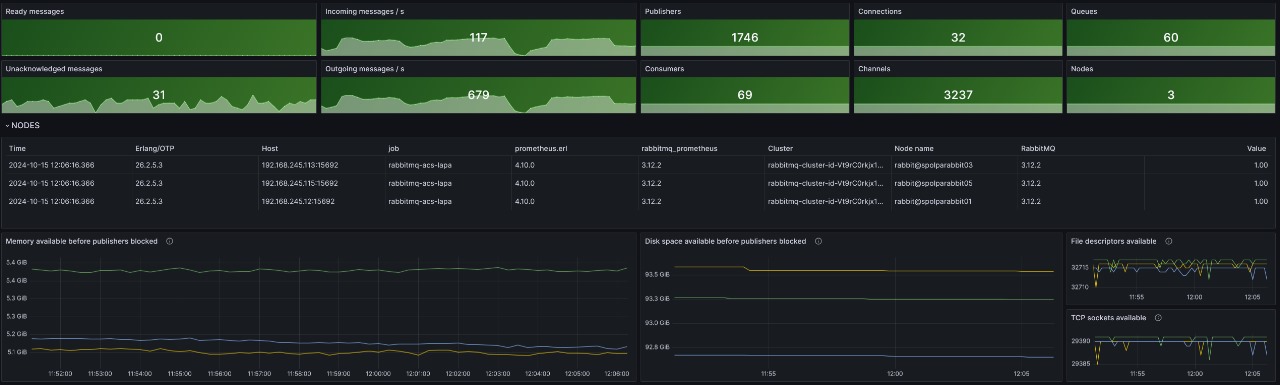 Ready messages Incoming messages / s Publishers Connections Queues
0 117 1746 32 60
Unacknowledged messages Outgoing messages / s Consumers Channels Nodes
31 679 69 3237 3
NODES
Time Erlang/OTP Host job prometheus.erl rabbitmq_prometheus Cluster Node name RabbitMQ Value
2024-10-15 12:06:16.366 26.2.5.3 192.168.245.113:15692 rabbitmq-acs-lapa 4.10.0 3.12.2 rabbitmq-cluster-id-Vt9rC0rkjx1... rabbit@spolparabbit03 3.12.2 1.00
2024-10-15 12:06:16.366 26.2.5.3 192.168.245.115:15692 rabbitmq-acs-lapa 4.10.0 3.12.2 rabbitmq-cluster-id-Vt9rC0rkjx1... rabbit@spolparabbit05 3.12.2 1.00
2024-10-15 12:06:16.366 26.2.5.3 192.168.245.12:15692 rabbitmq-acs-lapa 4.10.0 3.12.2 rabbitmq-cluster-id-Vt9rC0rkjx1... rabbit@spolparabbit01 3.12.2 1.00
Memory available before publishers blocked
5.4 GiB
5.4 GiB
5.3 GiB
5.3 GiB
5.2 GiB
5.1 GiB
11:52:00 11:53:00 11:54:00 11:55:00 11:56:00 11:57:00 11:58:00 11:59:00 12:00:00 12:01:00 12:02:00 12:03:00 12:04:00 12:05:00 12:06:00
Disk space available before publishers blocked
93.5 GiB
93.3 GiB
93.0 GiB
92.8 GiB
11:55 12:00 12:05
File descriptors available
32715
32710
11:55 12:00 12:05
TCP sockets available
29390
29385
11:55 12:00 12:05